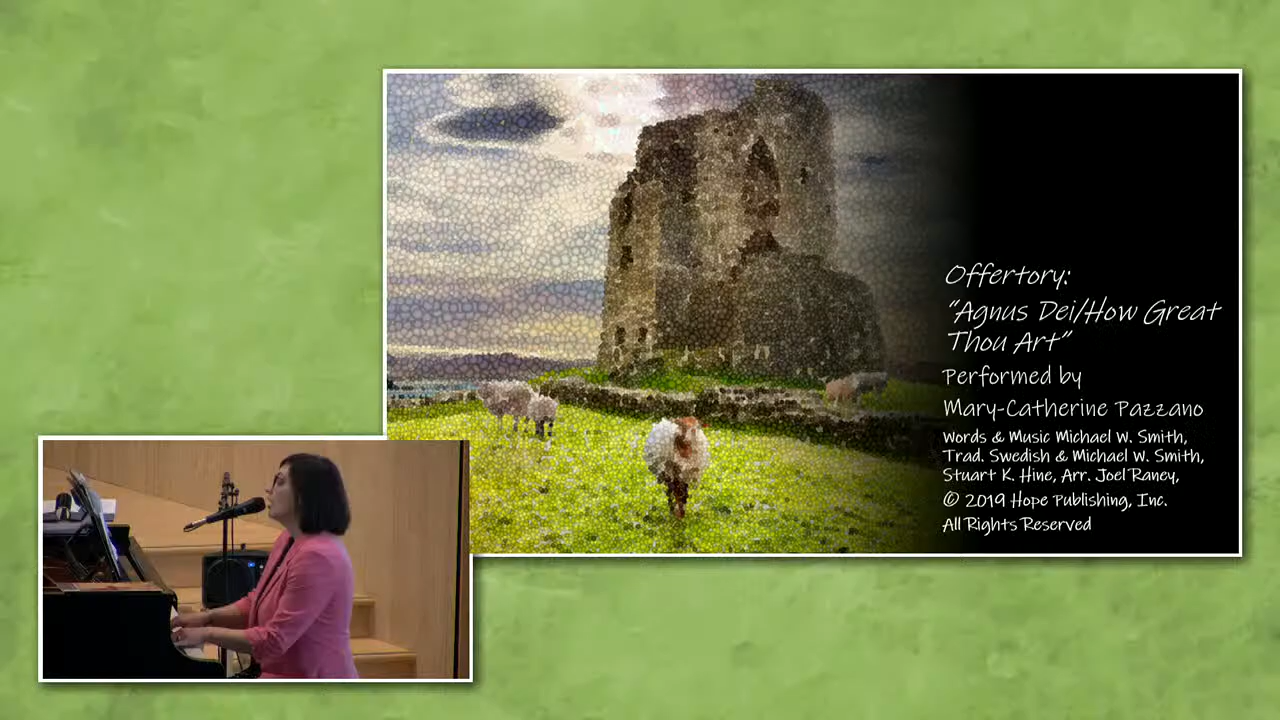 Offertory:
"Agnus Dei/How Great
Thou Art"
Performed by
Mary-Catherine Pazzano
Words & Music Michael W. Smith,
Trad. Swedish & Michael W. Smith,
Stuart K. Hine, Arr. Joel Raney,
© 2019 Hope Publishing, Inc.
All Rights Reserved